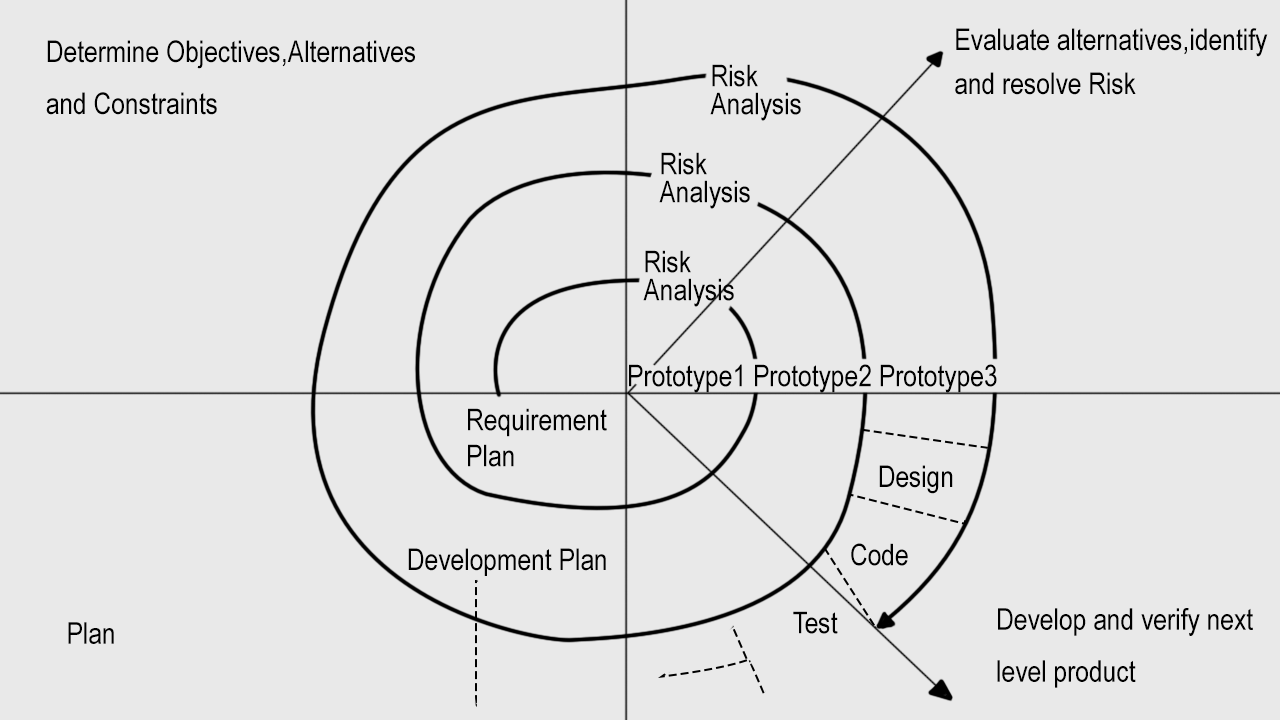 Determine Objectives,Alternatives
and Constraints
Evaluate alternatives,identify
and resolve Risk
Risk
Analysis
Risk
Analysis
Risk
Analysis
Prototype1 Prototype2 Prototype3
Requirement
Plan
Design
Code
Development Plan
Test
Plan
Develop and verify next
level product